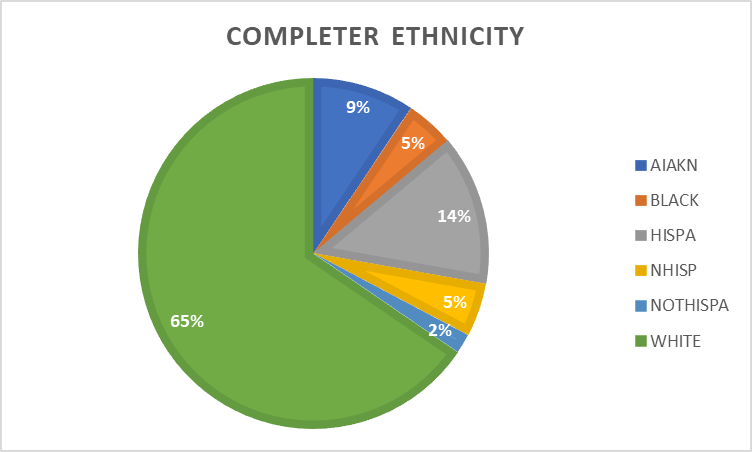 COMPLETER ETHNICITY
9%
5%
14%
5%
2%
65%
AIAKN
BLACK
HISPA
NHISP
NOTHISPA
WHITE